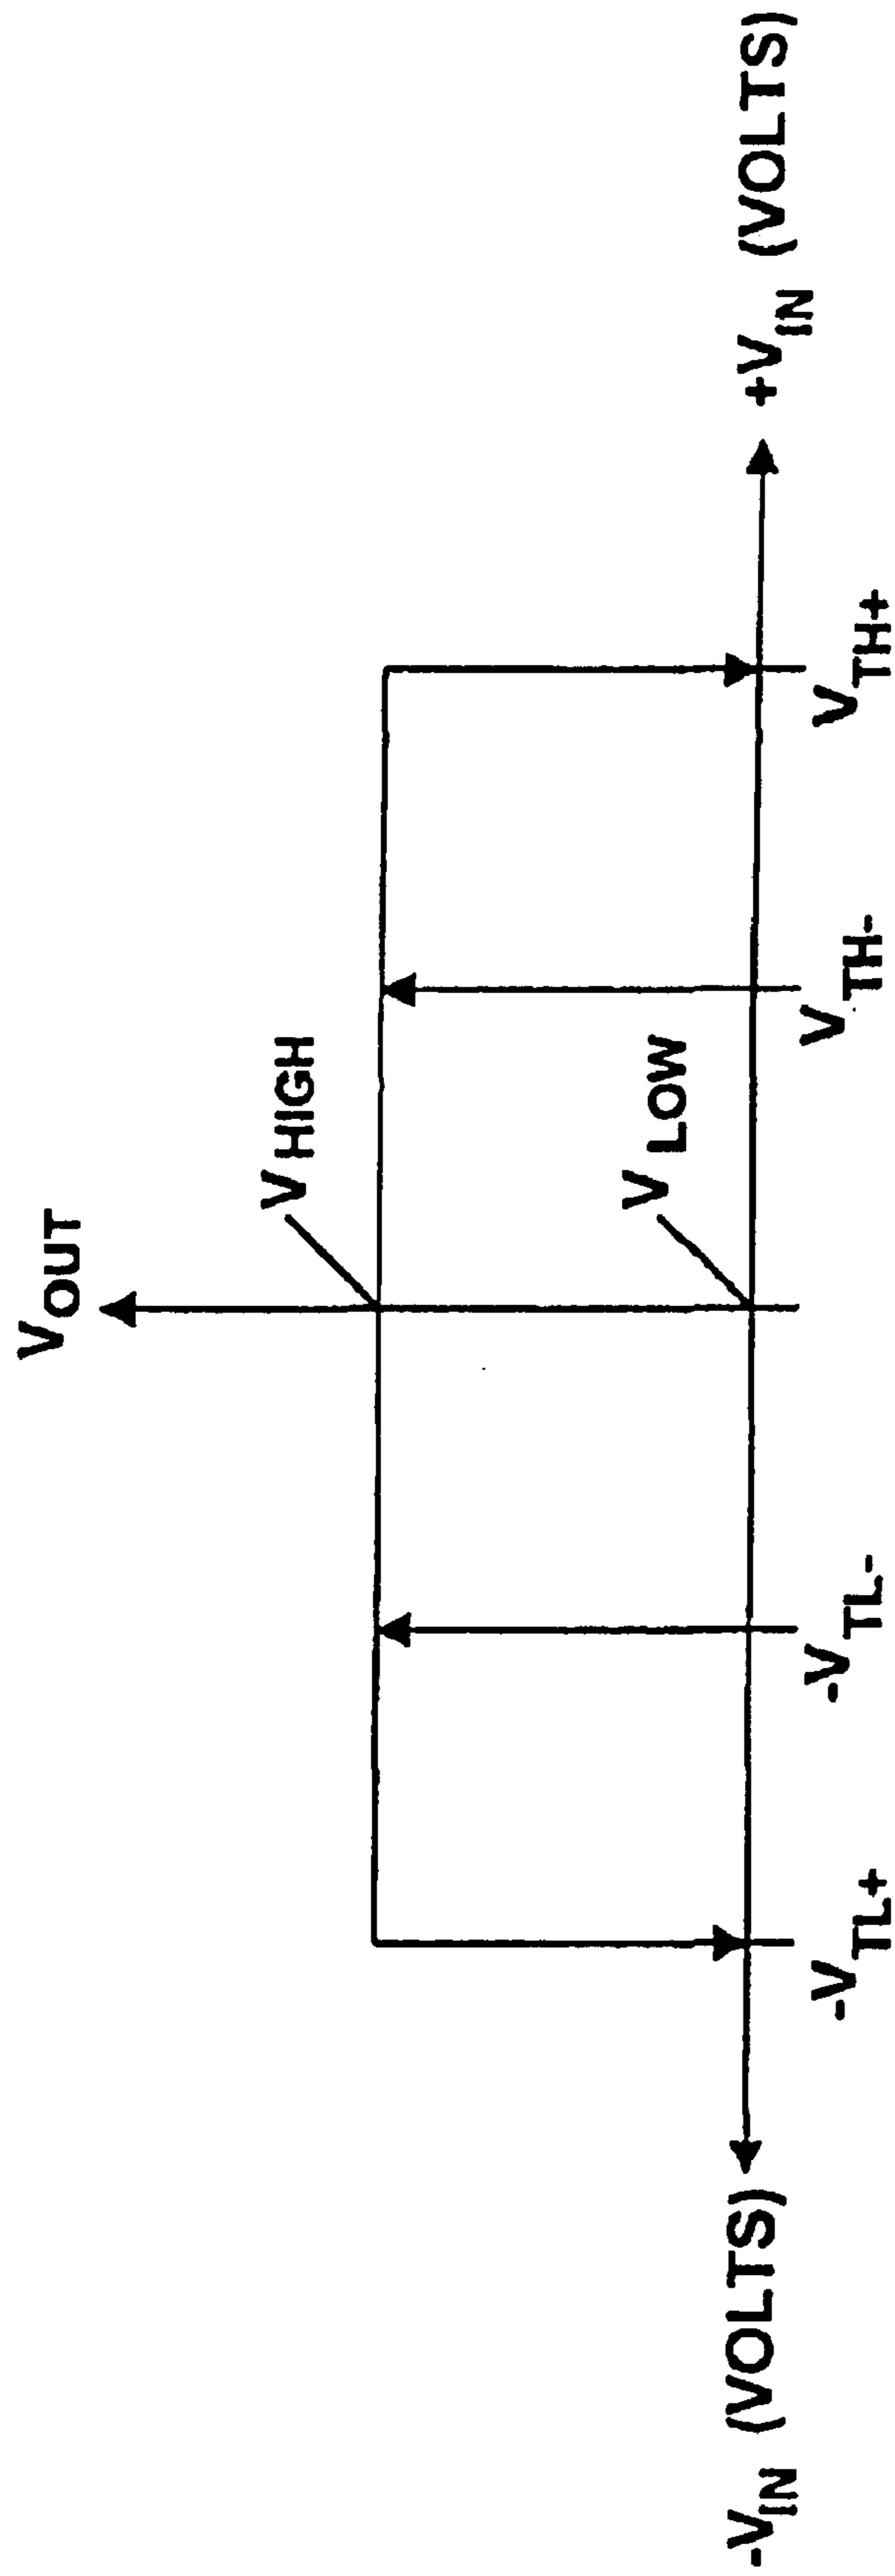 V_OUT
V_HIGH
V_LOW
-V_IN (VOLTS)
+V_IN (VOLTS)
-V_TL+
-V_TL-
V_TH-
V_TH+